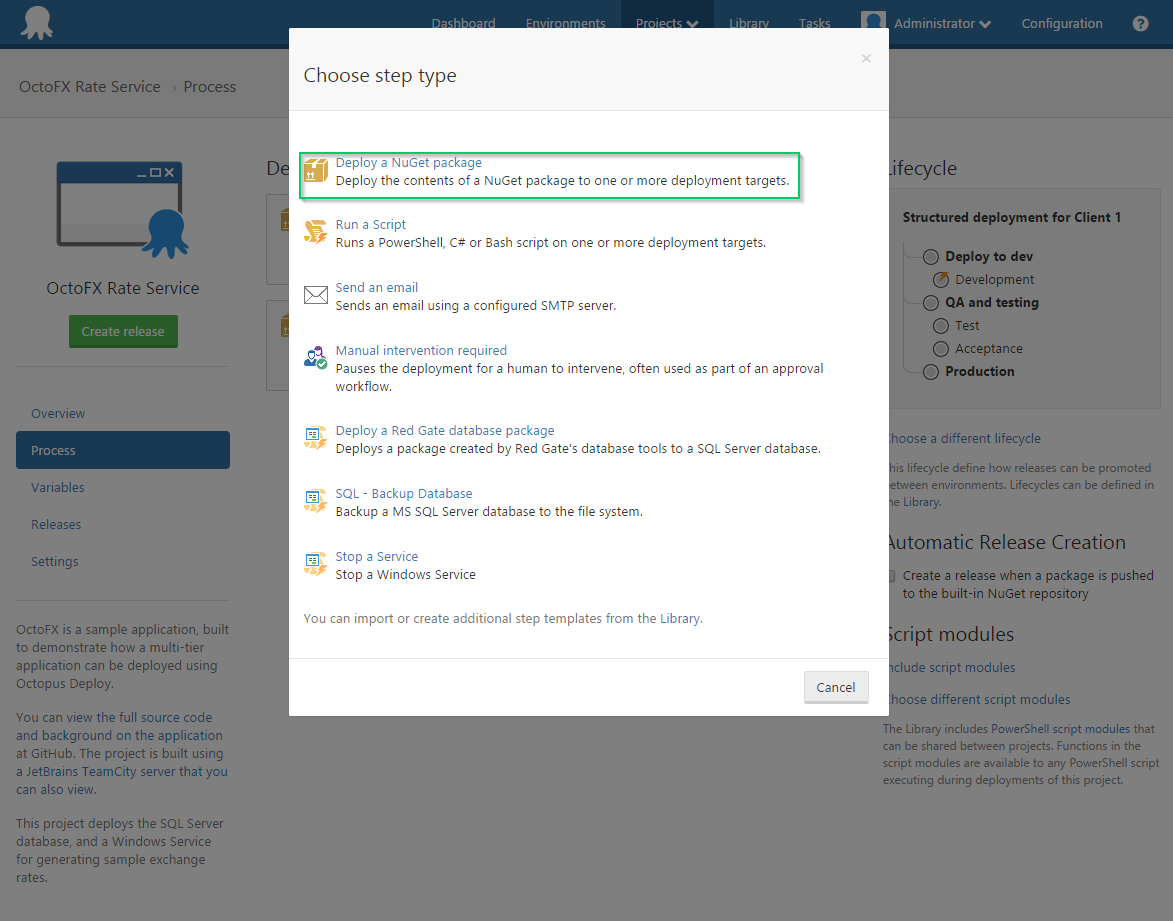 Dashboard Environments Projects Library Tasks Administrator Configuration ?
OctoFX Rate Service › Process
OctoFX Rate Service
Create release
Overview
Process
Variables
Releases
Settings
OctoFX is a sample application, built
to demonstrate how a multi-tier
application can be deployed using
Octopus Deploy.
You can view the full source code
and background on the application
at GitHub. The project is built using
a JetBrains TeamCity server that you
can also view.
This project deploys the SQL Server
database, and a Windows Service
for generating sample exchange
rates.
De
Choose step type
×
Deploy a NuGet package
Deploy the contents of a NuGet package to one or more deployment targets.
Run a Script
Runs a PowerShell, C# or Bash script on one or more deployment targets.
Send an email
Sends an email using a configured SMTP server.
Manual intervention required
Pauses the deployment for a human to intervene, often used as part of an approval
workflow.
Deploy a Red Gate database package
Deploys a package created by Red Gate's database tools to a SQL Server database.
SQL - Backup Database
Backup a MS SQL Server database to the file system.
Stop a Service
Stop a Windows Service
You can import or create additional step templates from the Library.
Cancel
Lifecycle
Structured deployment for Client 1
Deploy to dev
Development
QA and testing
Test
Acceptance
Production
Choose a different lifecycle
This lifecycle define how releases can be promoted
between environments. Lifecycles can be defined in
the Library.
Automatic Release Creation
Create a release when a package is pushed
to the built-in NuGet repository
Script modules
Include script modules
Choose different script modules
The Library includes PowerShell script modules that
can be shared between projects. Functions in the
script modules are available to any PowerShell script
executing during deployments of this project.